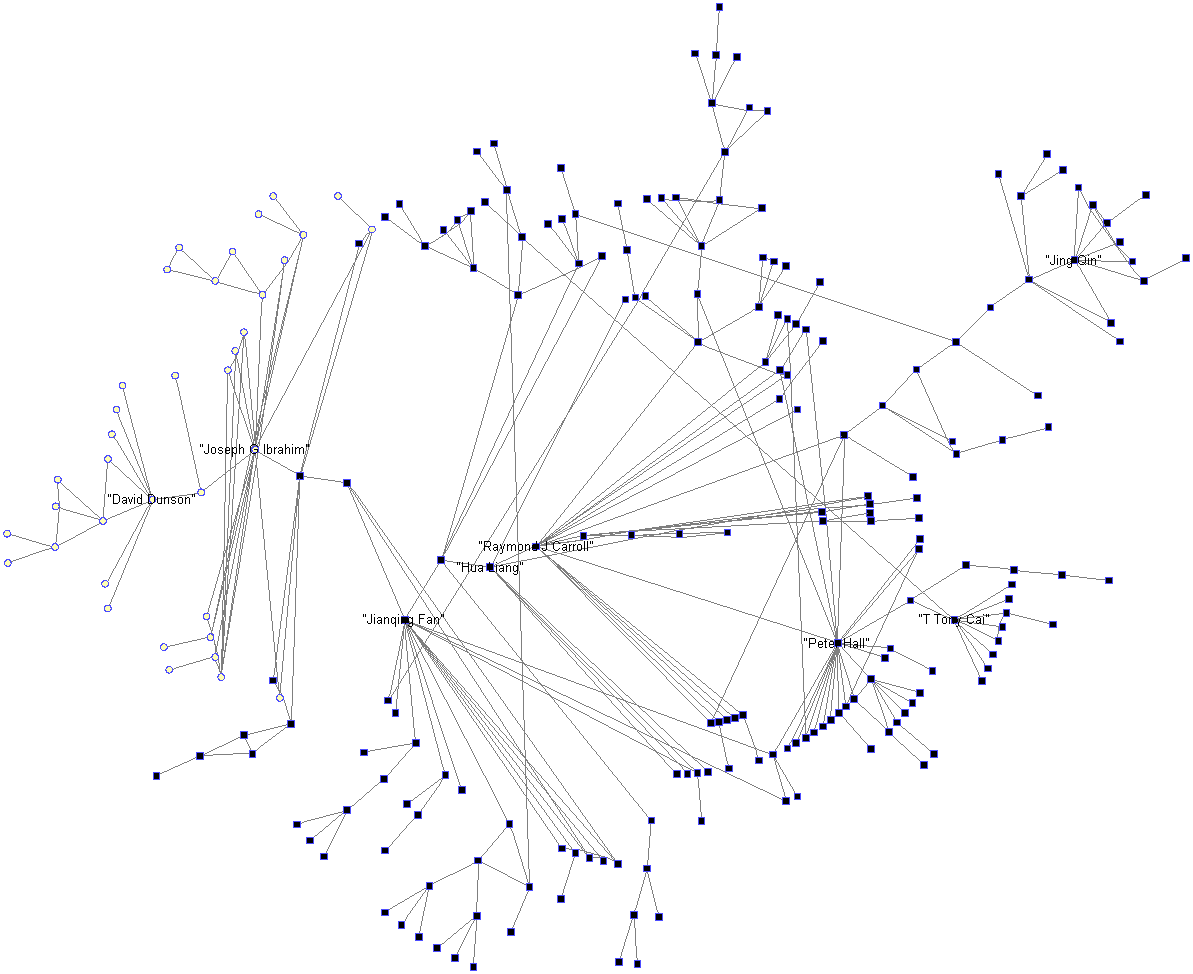 "Jing Qin"
"Joseph G Ibrahim"
"David Dunson"
"Raymond J Carroll"
"Hua Liang"
"Jianqing Fan"
"T Tony Cai"
"Peter Hall"